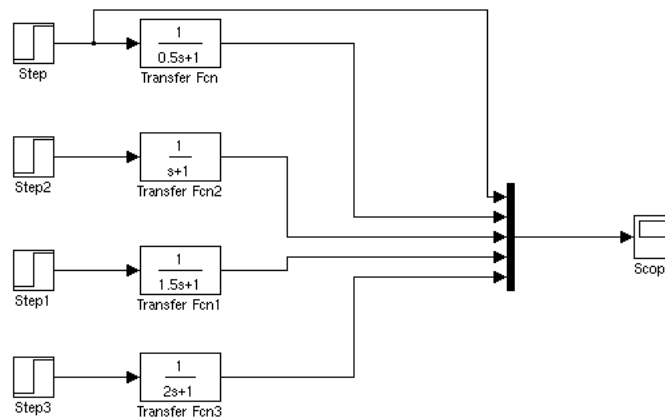 1
0.5s+1
Step
Transfer Fcn
1
s+1
Step2
Transfer Fcn2
1
1.5s+1
Step1
Transfer Fcn1
Scop
1
2s+1
Step3
Transfer Fcn3